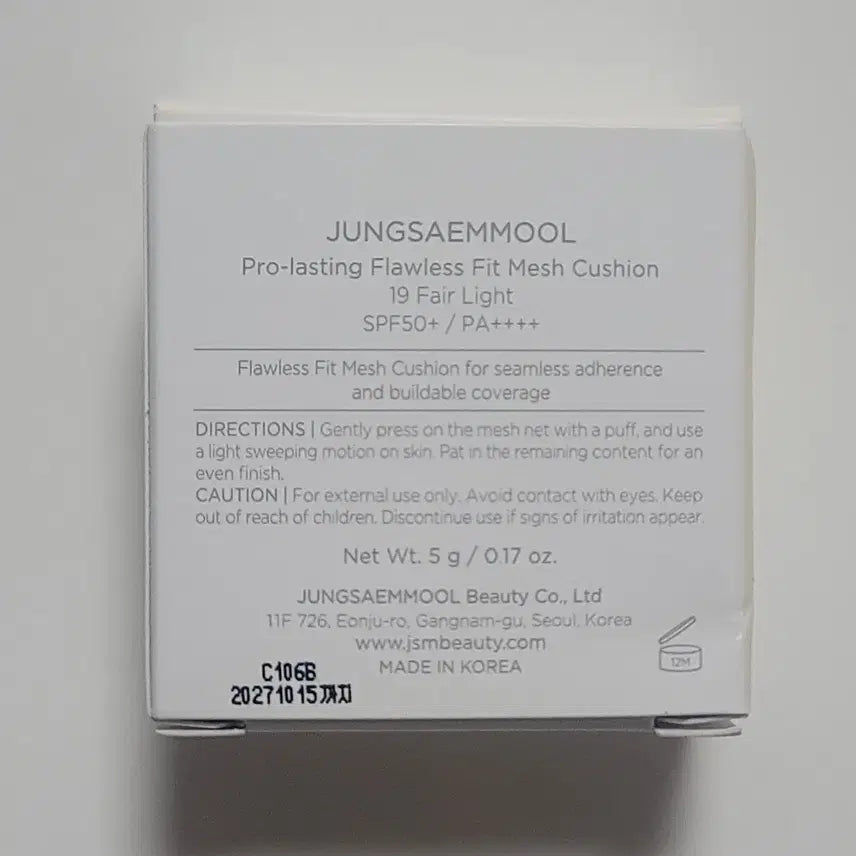 JUNGSAEMMOOL
Pro-lasting Flawless Fit Mesh Cushion
19 Fair Light
SPF50+ / PA++++
Flawless Fit Mesh Cushion for seamless adherence
and buildable coverage
DIRECTIONS | Gently press on the mesh net with a puff, and use
a light sweeping motion on skin. Pat in the remaining content for an
even finish.
CAUTION | For external use only. Avoid contact with eyes. Keep
out of reach of children. Discontinue use if signs of irritation appear.
Net Wt. 5 g / 0.17 oz.
JUNGSAEMMOOL Beauty Co., Ltd
11F 726, Eonju-ro, Gangnam-gu, Seoul, Korea
www.jsmbeauty.com
MADE IN KOREA
12M
C106B
20271015까지